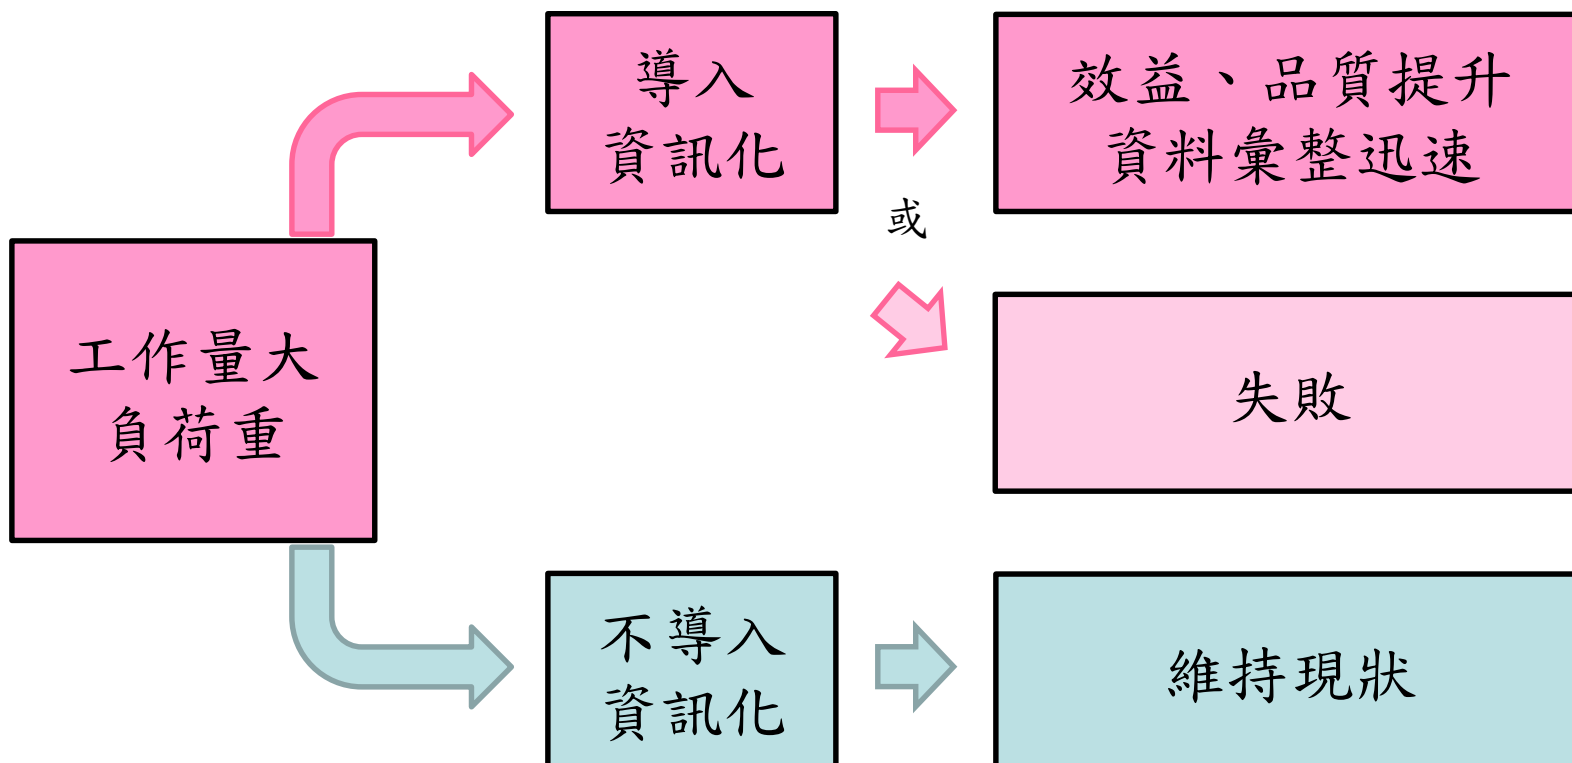 工作量大
負荷重
導入
資訊化
或
效益、品質提升
資料彙整迅速
失敗
不導入
資訊化
維持現狀